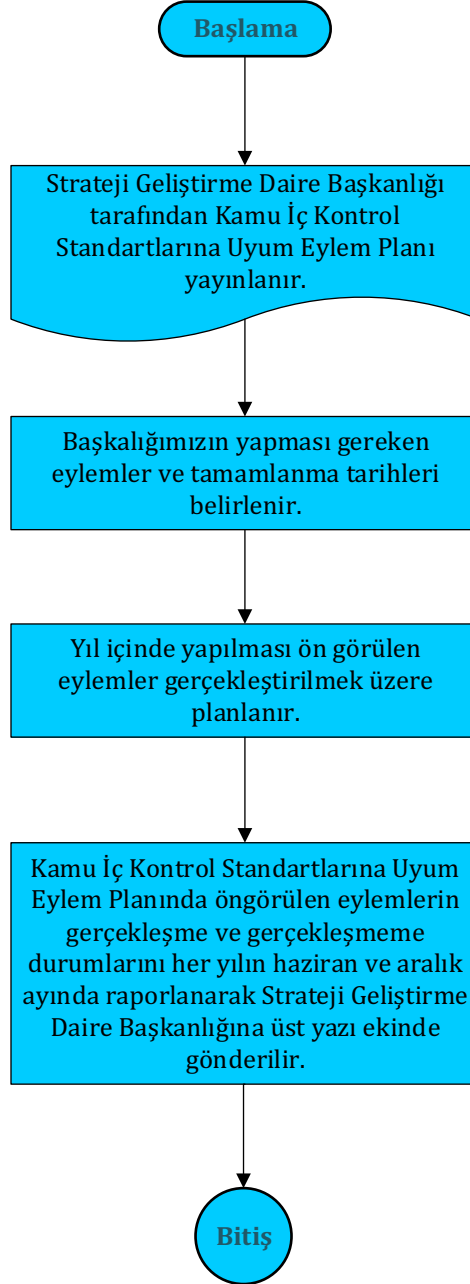 Başlama
Strateji Geliştirme Daire Başkanlığı
tarafından Kamu İç Kontrol
Standartlarına Uyum Eylem Planı
yayınlanır.
Başkalığımızın yapması gereken
eylemler ve tamamlanma tarihleri
belirlenir.
Yıl içinde yapılması ön görülen
eylemler gerçekleştirilmek üzere
planlanır.
Kamu İç Kontrol Standartlarına Uyum
Eylem Planında öngörülen eylemlerin
gerçekleşme ve gerçekleşmeme
durumlarını her yılın haziran ve aralık
ayında raporlanarak Strateji Geliştirme
Daire Başkanlığına üst yazı ekinde
gönderilir.
Bitiş